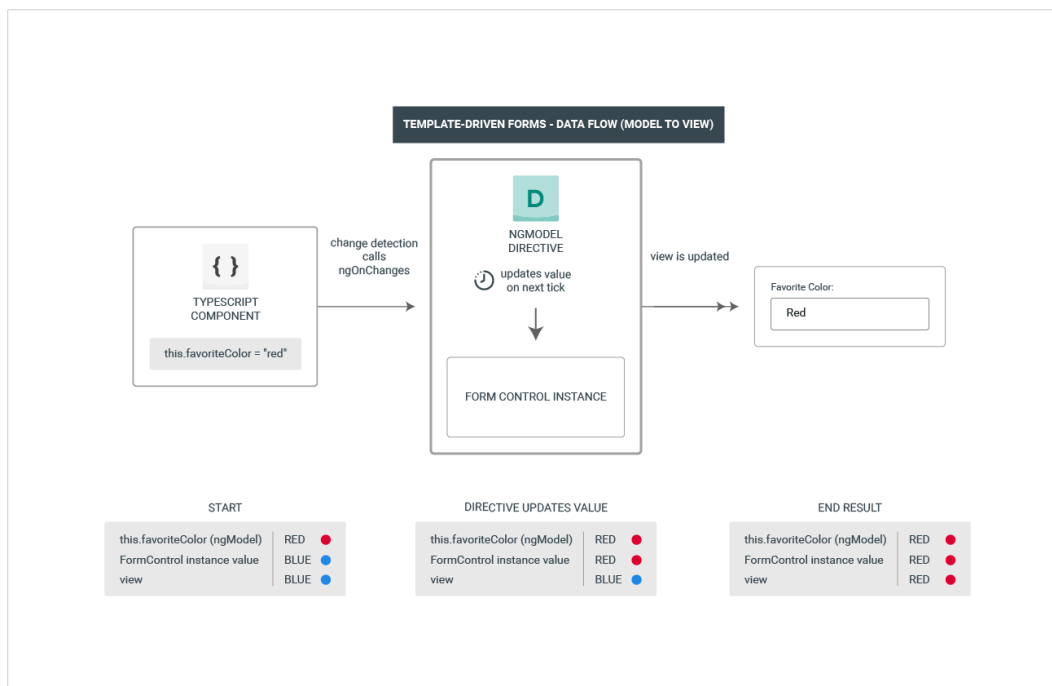 TEMPLATE-DRIVEN FORMS - DATA FLOW (MODEL TO VIEW)
{ }
TYPESCRIPT
COMPONENT
this.favoriteColor = "red"
change detection
calls
ngOnChanges
D
NGMODEL
DIRECTIVE
updates value
on next tick
FORM CONTROL INSTANCE
view is updated
Favorite Color:
Red
START
this.favoriteColor (ngModel) RED
FormControl instance value BLUE
view BLUE
DIRECTIVE UPDATES VALUE
this.favoriteColor (ngModel) RED
FormControl instance value RED
view BLUE
END RESULT
this.favoriteColor (ngModel) RED
FormControl instance value RED
view RED